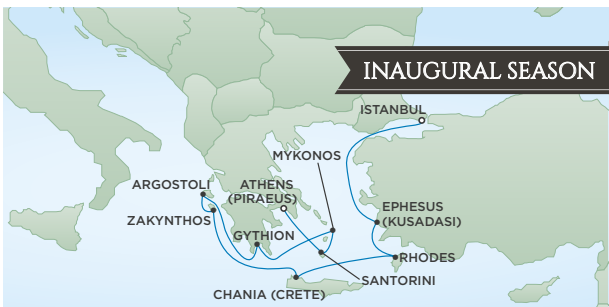 INAUGURAL SEASON
ISTANBUL
MYKONOS
ARGOSTOLI
ATHENS
(PIRAEUS)
ZAKYNTHOS
EPHESUS
(KUSADASI)
GYTHION
RHODES
SANTORINI
CHANIA (CRETE)